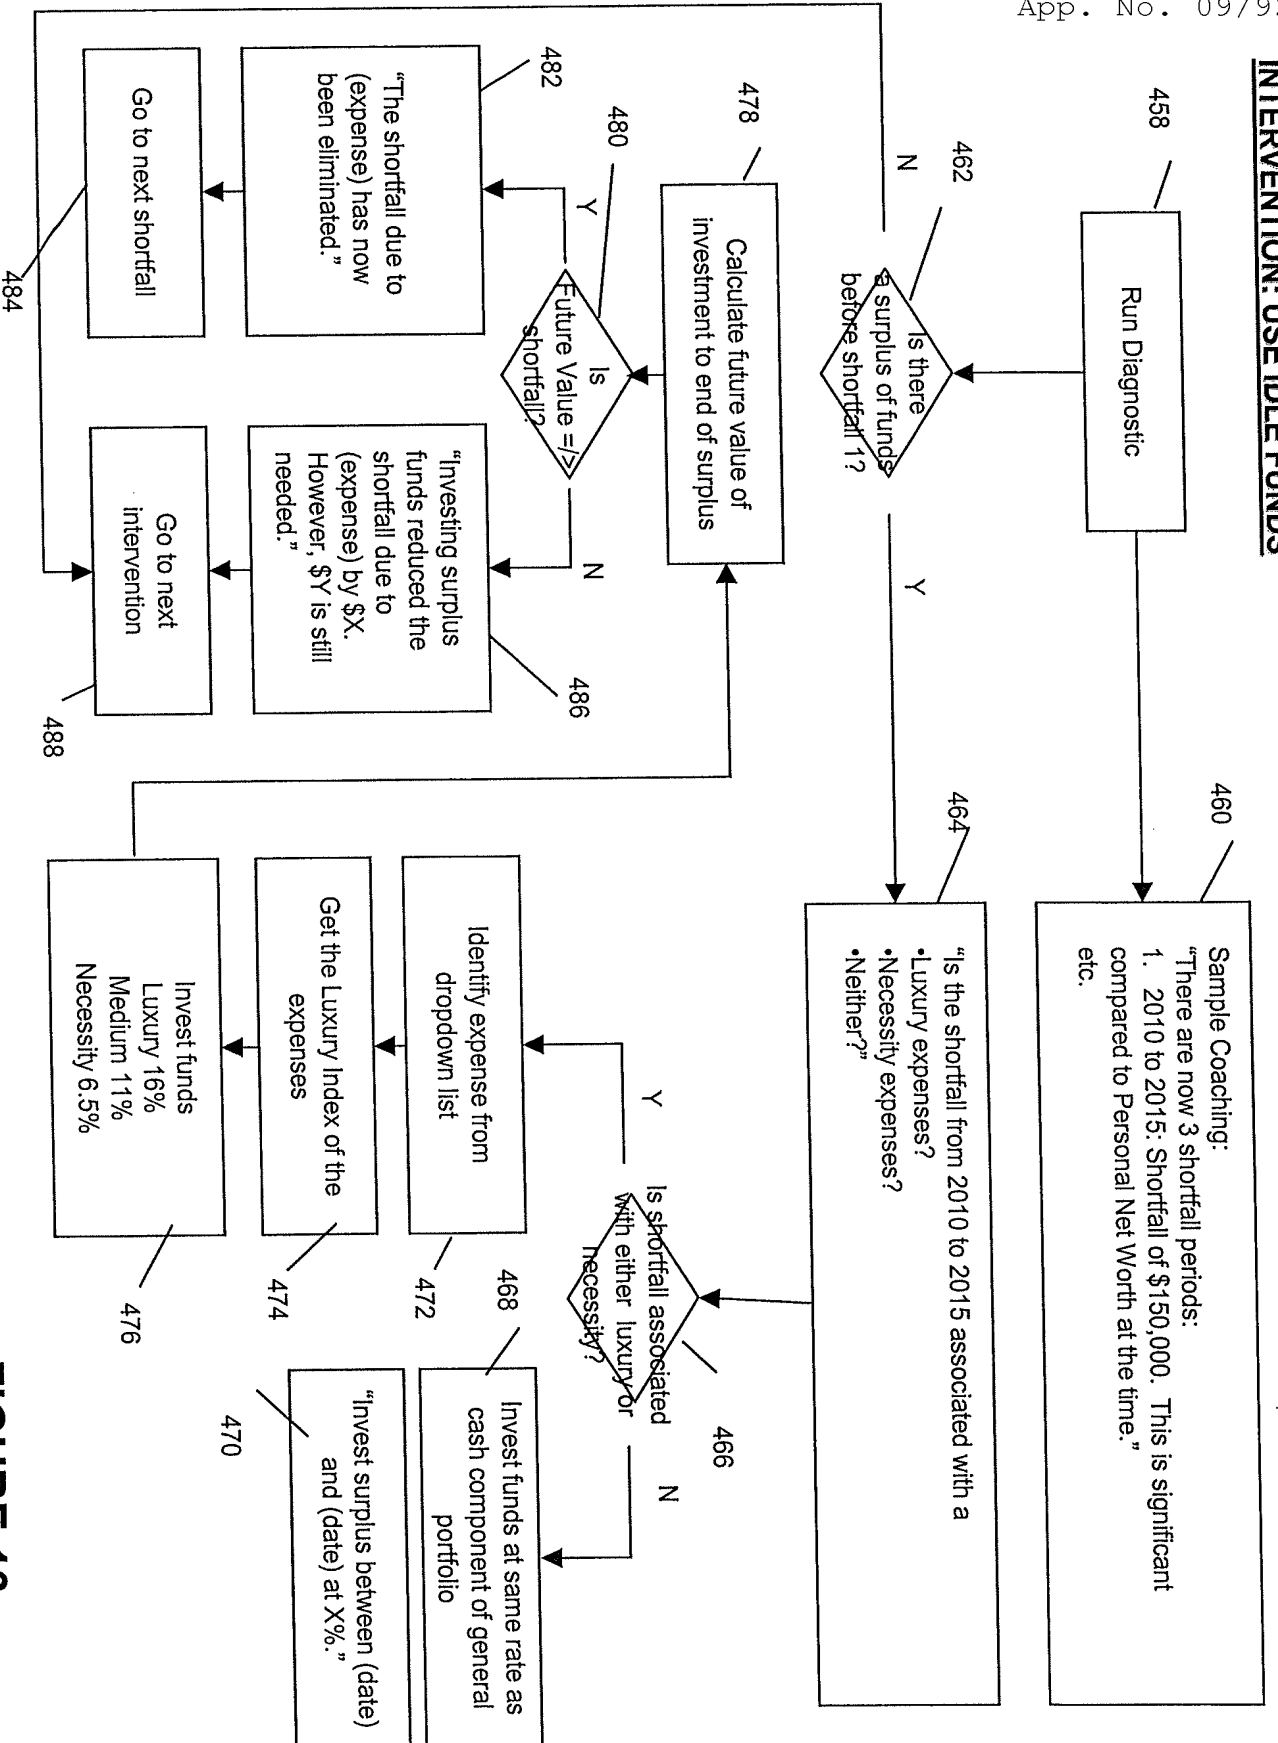 App. No. 09/9
INTERVENTION: USE IDLE FUNDS
458
Run Diagnostic
460
Sample Coaching:
“There are now 3 shortfall periods:
1. 2010 to 2015: Shortfall of $150,000. This is significant
compared to Personal Net Worth at the time.”
etc.
462
N
Is there
a surplus of funds
before shortfall 1?
Y
464
“Is the shortfall from 2010 to 2015 associated with a
•Luxury expenses?
•Necessity expenses?
•Neither?”
478
Calculate future value of
investment to end of surplus
466
Is shortfall associated
with either luxury or
necessity?
Y
N
480
Is
Future Value =/>
shortfall?
Y
N
472
Identify expense from
dropdown list
468
Invest funds at same rate as
cash component of general
portfolio
482
“The shortfall due to
(expense) has now
been eliminated.”
486
“Investing surplus
funds reduced the
shortfall due to
(expense) by $X.
However, $Y is still
needed.”
474
Get the Luxury Index of the
expenses
470
“Invest surplus between (date)
and (date) at X%.”
484
Go to next shortfall
488
Go to next
intervention
476
Invest funds
Luxury 16%
Medium 11%
Necessity 6.5%